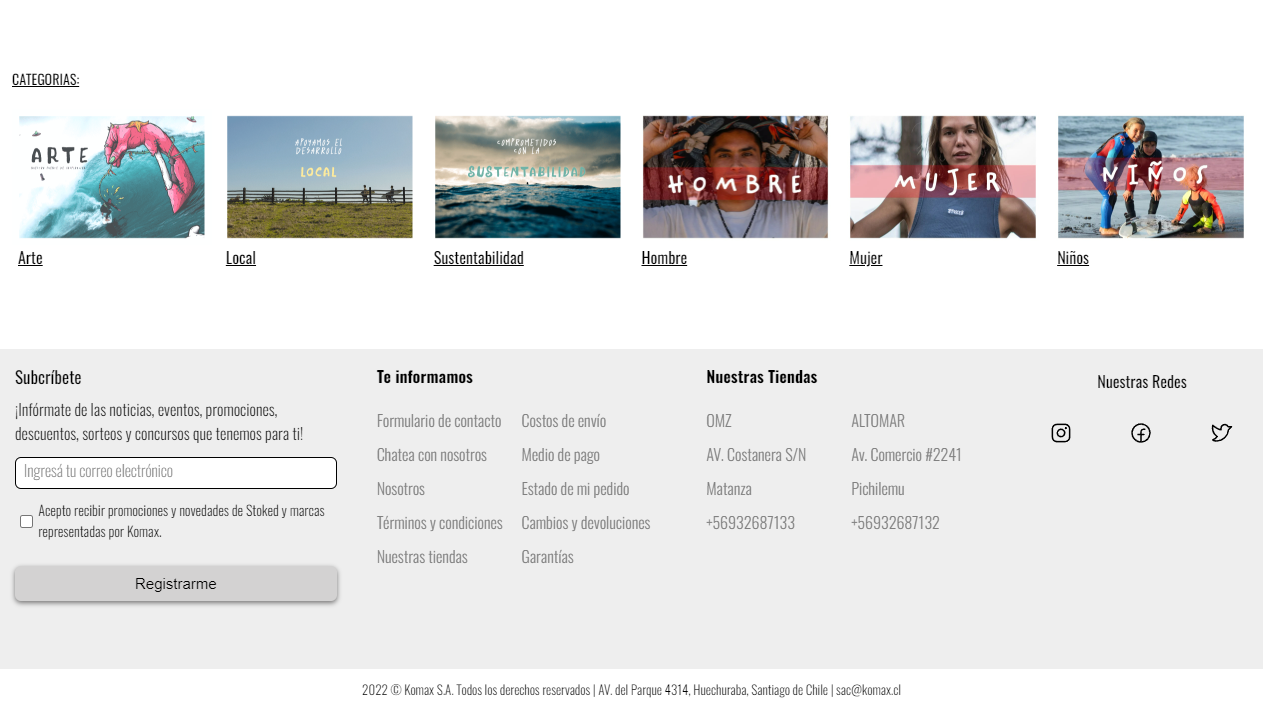 CATEGORIAS:
ARTE
APOYAMOS EL
DESARROLLO
LOCAL
COMPROMETIDOS
CON LA
SUSTENTABILIDAD
HOMBRE
MUJER
NIÑOS
Arte
Local
Sustentabilidad
Hombre
Mujer
Niños
Subcríbete
¡Infórmate de las noticias, eventos, promociones,
descuentos, sorteos y concursos que tenemos para ti!
Ingresá tu correo electrónico
Acepto recibir promociones y novedades de Stoked y marcas
representadas por Komax.
Registrarme
Te informamos
Formulario de contacto
Chatea con nosotros
Nosotros
Términos y condiciones
Nuestras tiendas
Costos de envío
Medio de pago
Estado de mi pedido
Cambios y devoluciones
Garantías
Nuestras Tiendas
OMZ
AV. Costanera S/N
Matanza
+56932687133
ALTOMAR
Av. Comercio #2241
Pichilemu
+56932687132
Nuestras Redes
2022 © Komax S.A. Todos los derechos reservados | AV. del Parque 4314, Huechuraba, Santiago de Chile | sac@komax.cl